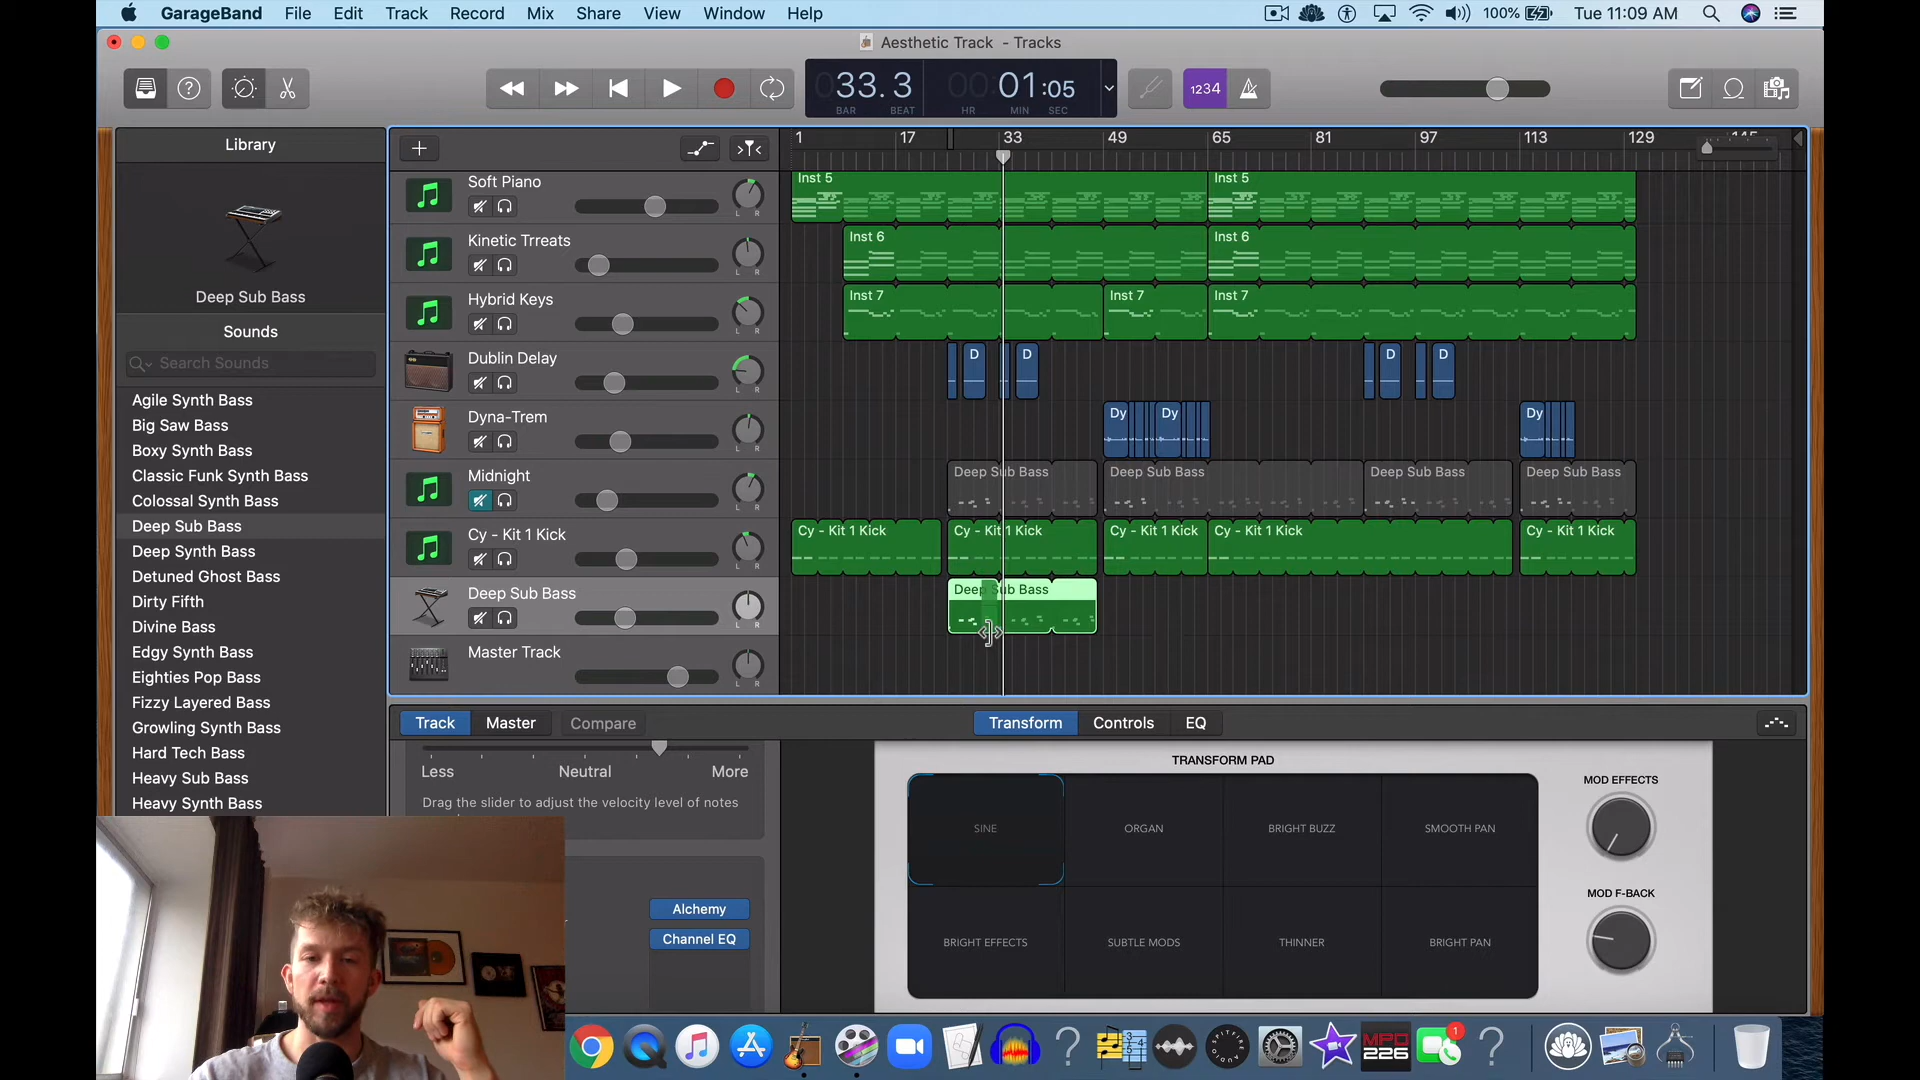 GarageBand File Edit Track Record Mix Share View Window Help 100% Tue 11:09 AM
Aesthetic Track - Tracks
33.3 01:05
BAR BEAT HR MIN SEC
1234
Library
1 17 33 49 65 81 97 113 129 145
Deep Sub Bass
Sounds
Search Sounds
Agile Synth Bass
Big Saw Bass
Boxy Synth Bass
Classic Funk Synth Bass
Colossal Synth Bass
Deep Sub Bass
Deep Synth Bass
Detuned Ghost Bass
Dirty Fifth
Divine Bass
Edgy Synth Bass
Eighties Pop Bass
Fizzy Layered Bass
Growling Synth Bass
Hard Tech Bass
Heavy Sub Bass
Heavy Synth Bass
Soft Piano
L R
Inst 5 Inst 5
Kinetic Trreats
L R
Inst 6 Inst 6
Hybrid Keys
L R
Inst 7 Inst 7 Inst 7
Dublin Delay
L R
D D D D
Dyna-Trem
L R
Dy Dy Dy
Midnight
L R
Deep Sub Bass Deep Sub Bass Deep Sub Bass Deep Sub Bass
Cy - Kit 1 Kick
L R
Cy - Kit 1 Kick Cy - Kit 1 Kick Cy - Kit 1 Kick Cy - Kit 1 Kick Cy - Kit 1 Kick
Deep Sub Bass
L R
Deep Sub Bass
Master Track
L R
Track Master Compare
Transform Controls EQ
Less Neutral More
Drag the slider to adjust the velocity level of notes
Alchemy
Channel EQ
TRANSFORM PAD
SINE ORGAN BRIGHT BUZZ SMOOTH PAN
BRIGHT EFFECTS SUBTLE MODS THINNER BRIGHT PAN
MOD EFFECTS
MOD F-BACK
MPD
226
1